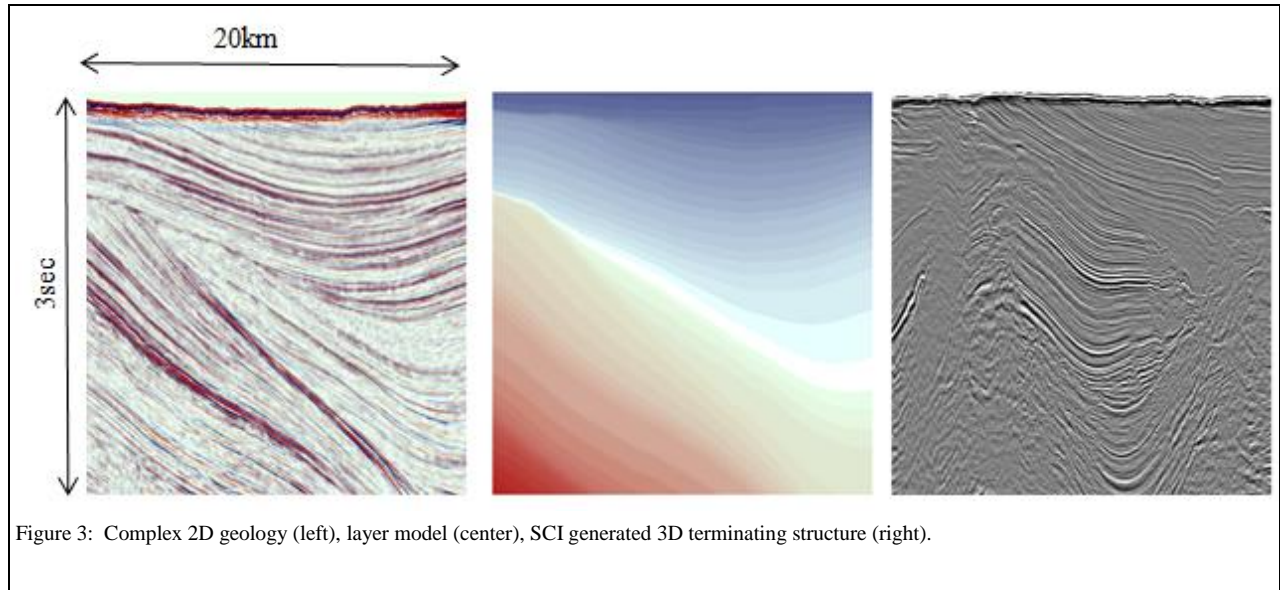 20km
3sec
Figure 3: Complex 2D geology (left), layer model (center), SCI generated 3D terminating structure (right).